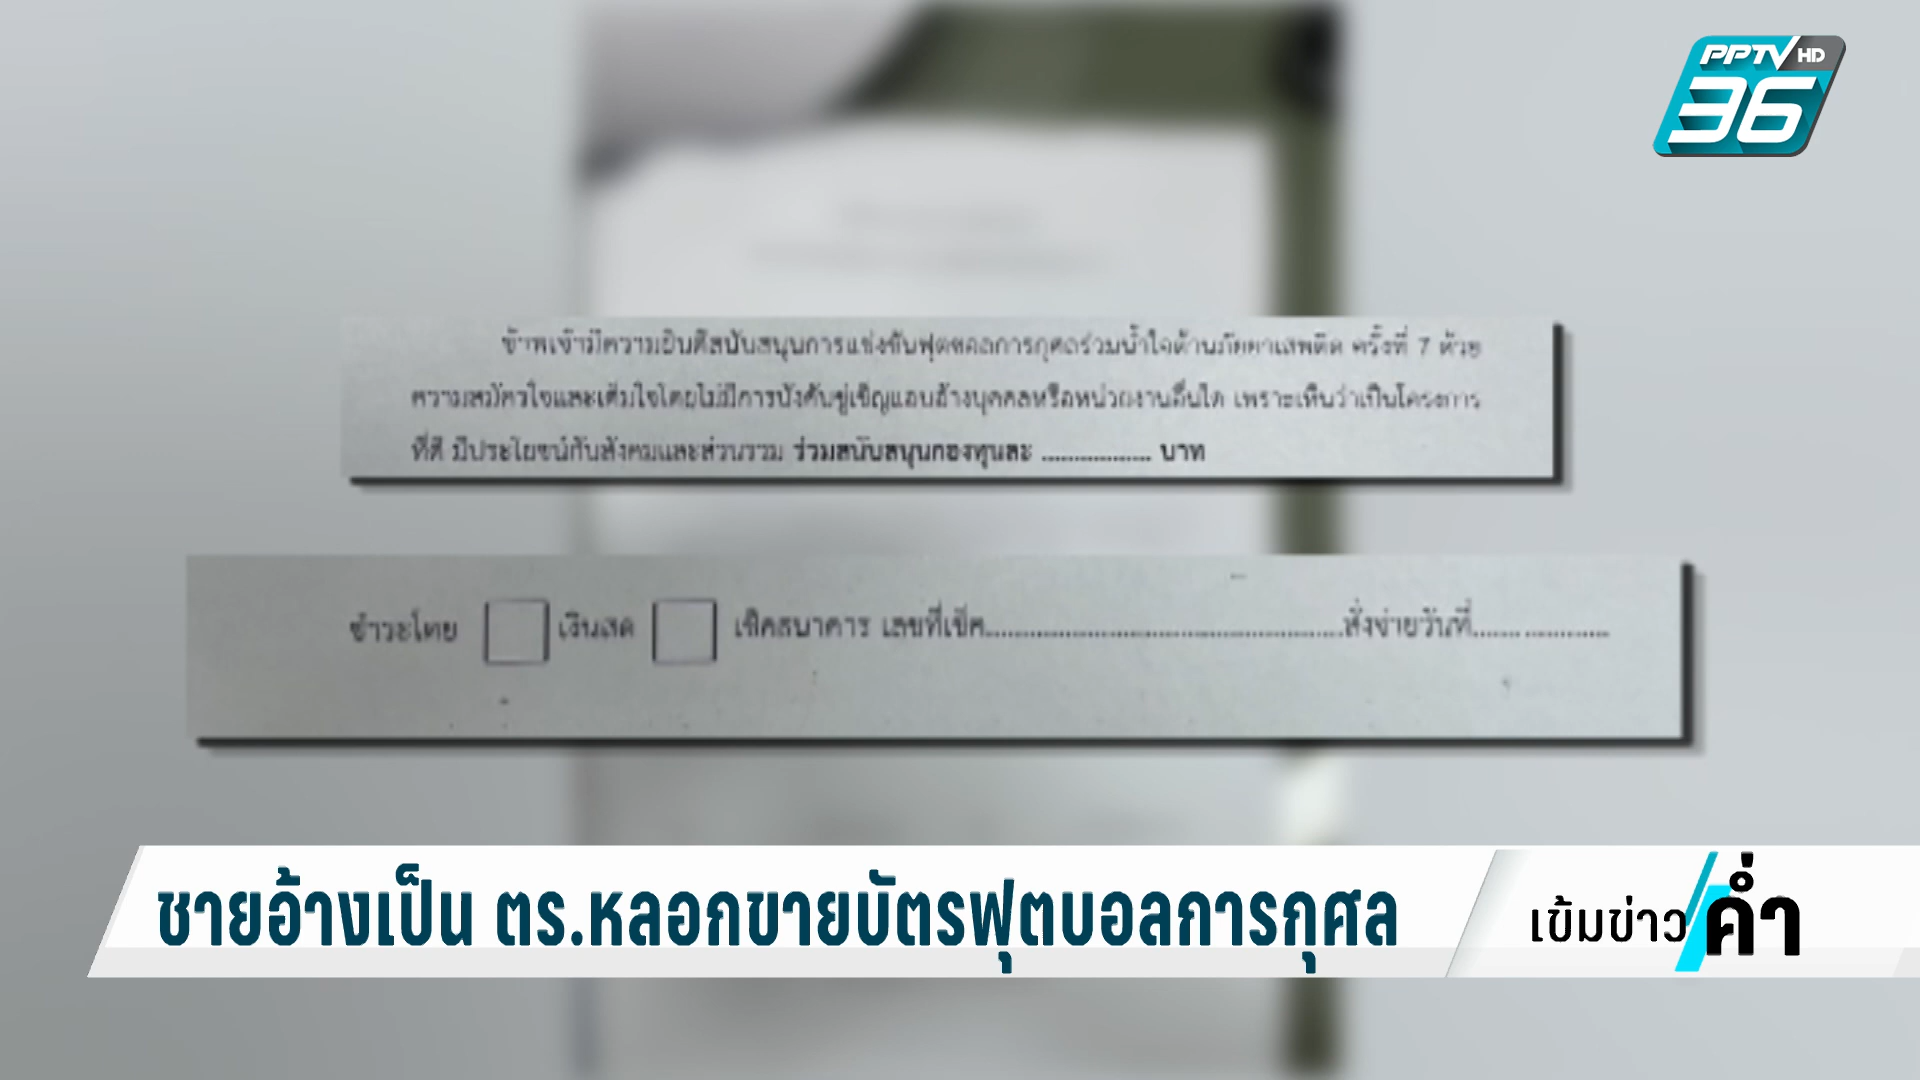 PPTV HD
36
ข้าพเจ้ามีความยินดีสนับสนุนการแข่งขันฟุตบอลการกุศลร่วมน้ำใจต้านภัยยาเสพติด ครั้งที่ 7 ด้วย
ความสมัครใจและเต็มใจโดยไม่มีการบังคับขู่เข็ญแอบอ้างบุคคลหรือหน่วยงานอื่นใด เพราะเห็นว่าเป็นโครงการ
ที่ดี มีประโยชน์กับสังคมและส่วนรวม ร่วมสนับสนุนกองทุนละ .................. บาท
ชำระโดย เงินสด เช็คธนาคาร เลขที่เช็ค..........................................................สั่งจ่ายวันที่......................
ชายอ้างเป็น ตร.หลอกขายบัตรฟุตบอลการกุศล
เข้มข่าวค่ำ